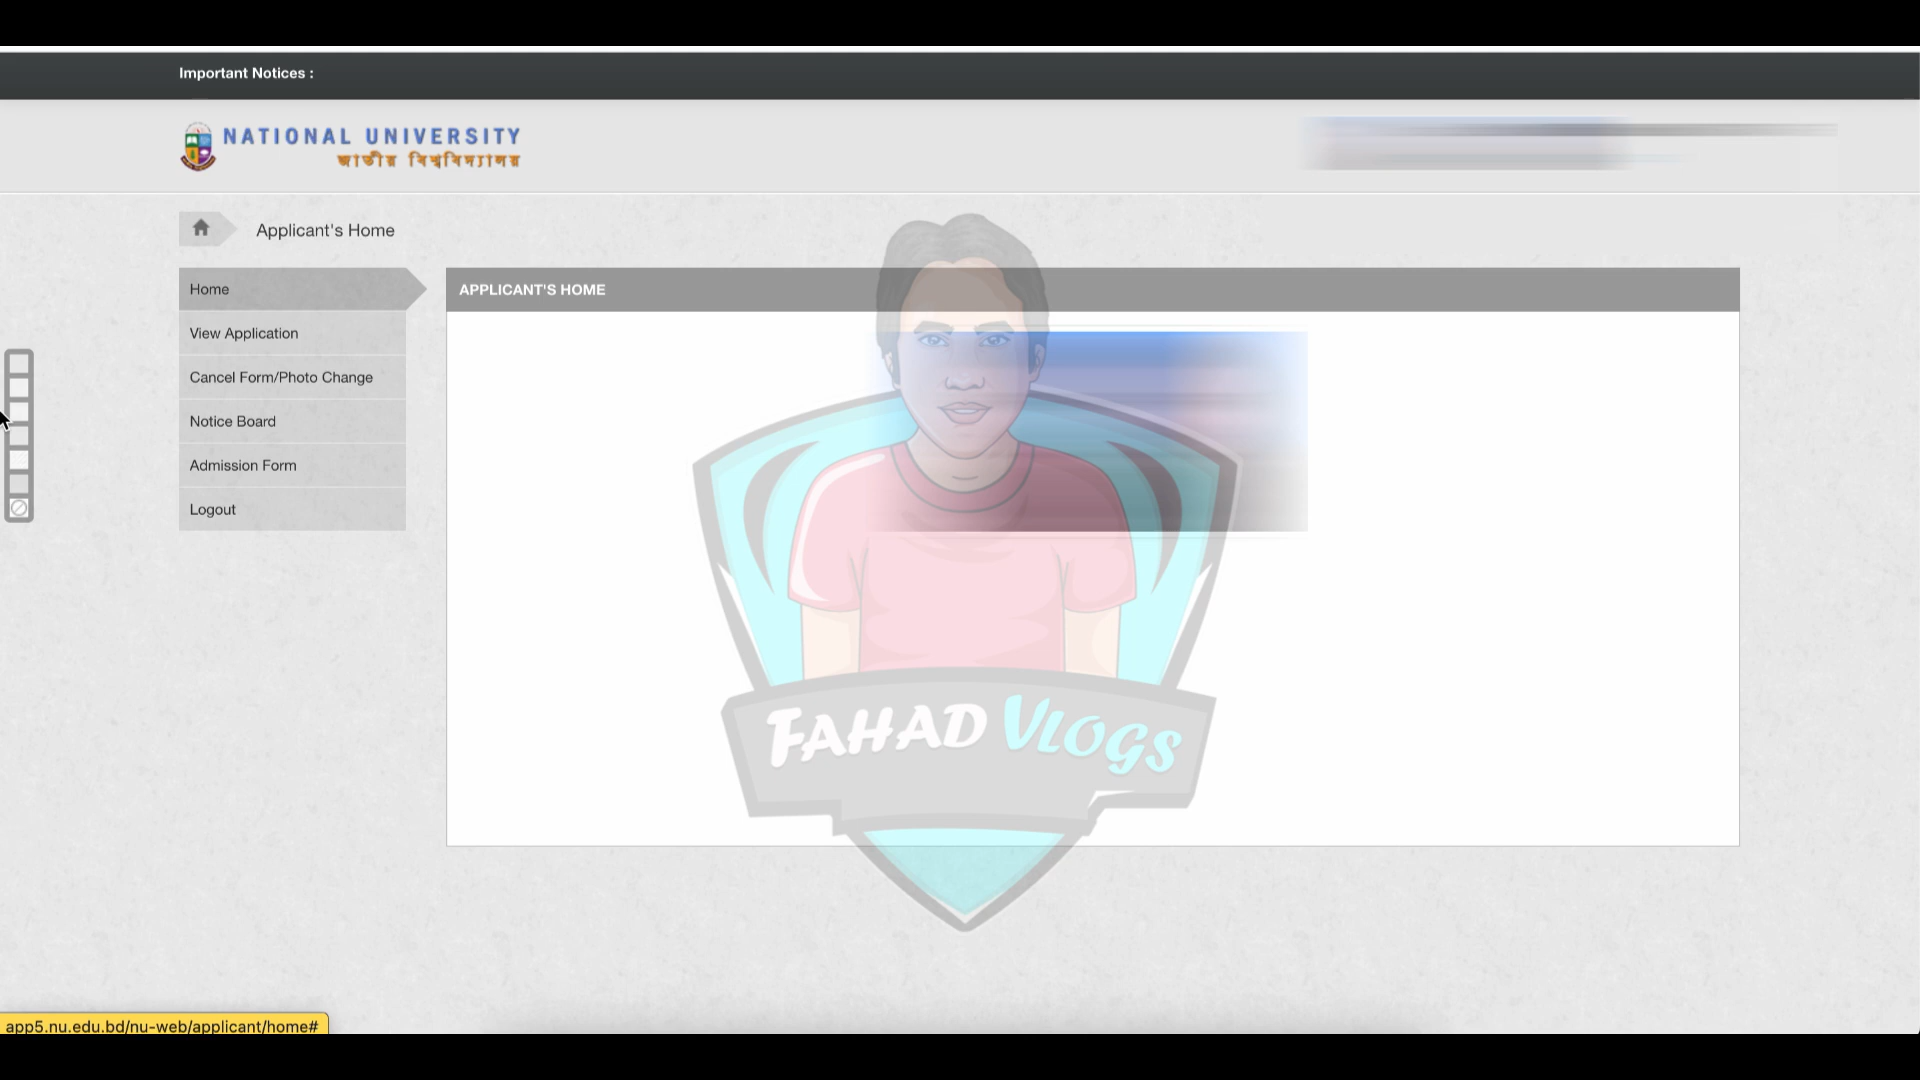 Important Notices :
NATIONAL UNIVERSITY
জাতীয় বিশ্ববিদ্যালয়
Applicant's Home
Home
View Application
Cancel Form/Photo Change
Notice Board
Admission Form
Logout
APPLICANT'S HOME
FAHAD VLOGS
app5.nu.edu.bd/nu-web/applicant/home#